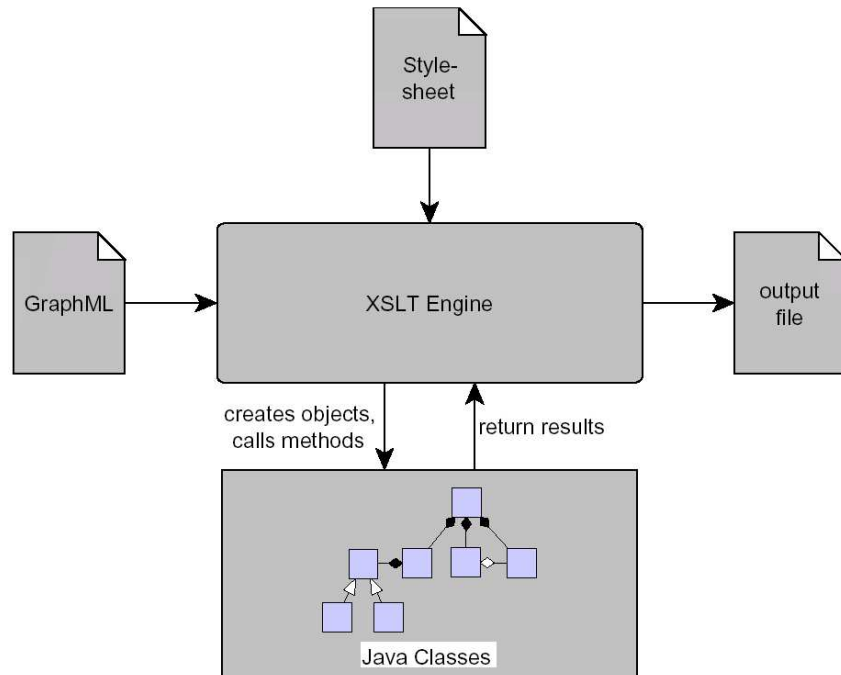 Style-
sheet
GraphML
XSLT Engine
output
file
creates objects,
calls methods
return results
Java Classes